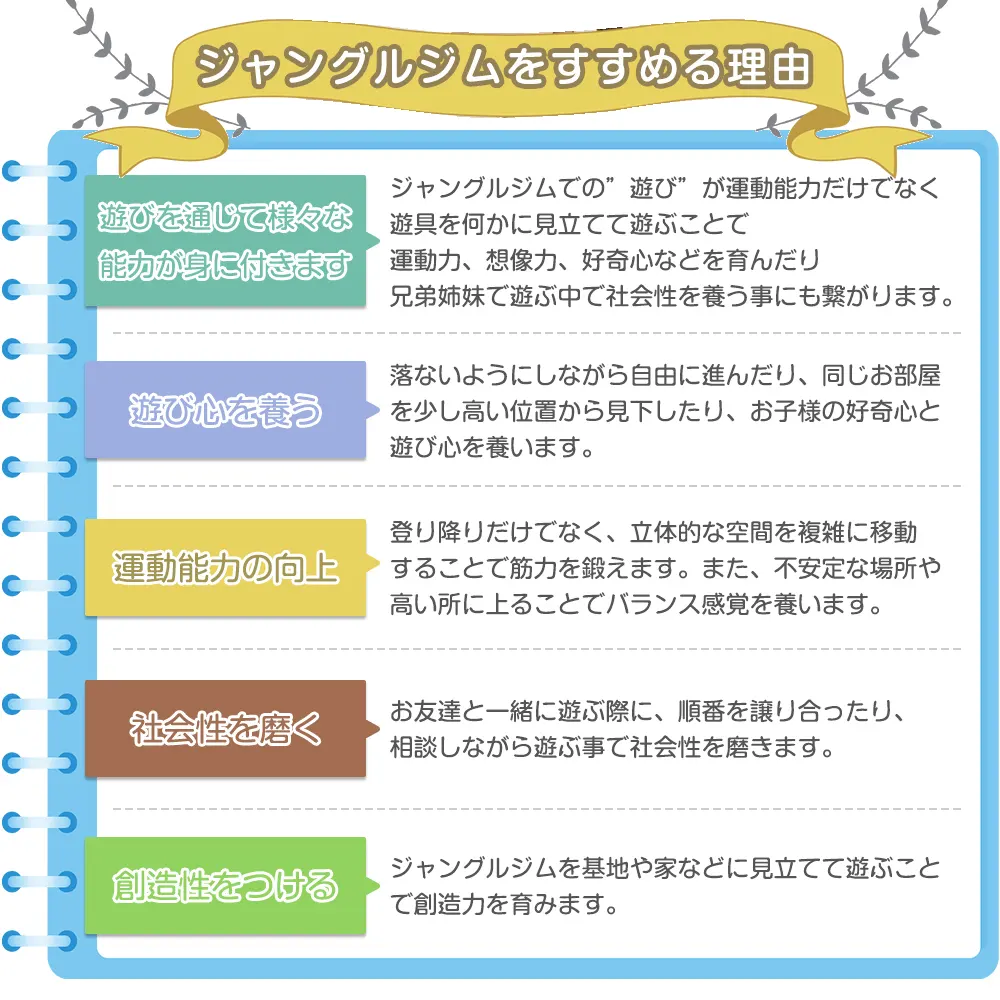 ジャングルジムをすすめる理由
遊びを通じて様々な
能力が身に付きます
ジャングルジムでの”遊び”が運動能力だけでなく
遊具を何かに見立てて遊ぶことで
運動力、想像力、好奇心などを育んだり
兄弟姉妹で遊ぶ中で社会性を養う事にも繋がります。
遊び心を養う
落ないようにしながら自由に進んだり、同じお部屋
を少し高い位置から見下したり、お子様の好奇心と
遊び心を養います。
運動能力の向上
登り降りだけでなく、立体的な空間を複雑に移動
することで筋力を鍛えます。また、不安定な場所や
高い所に上ることでバランス感覚を養います。
社会性を磨く
お友達と一緒に遊ぶ際に、順番を譲り合ったり、
相談しながら遊ぶ事で社会性を磨きます。
創造性をつける
ジャングルジムを基地や家などに見立てて遊ぶこと
で創造力を育みます。